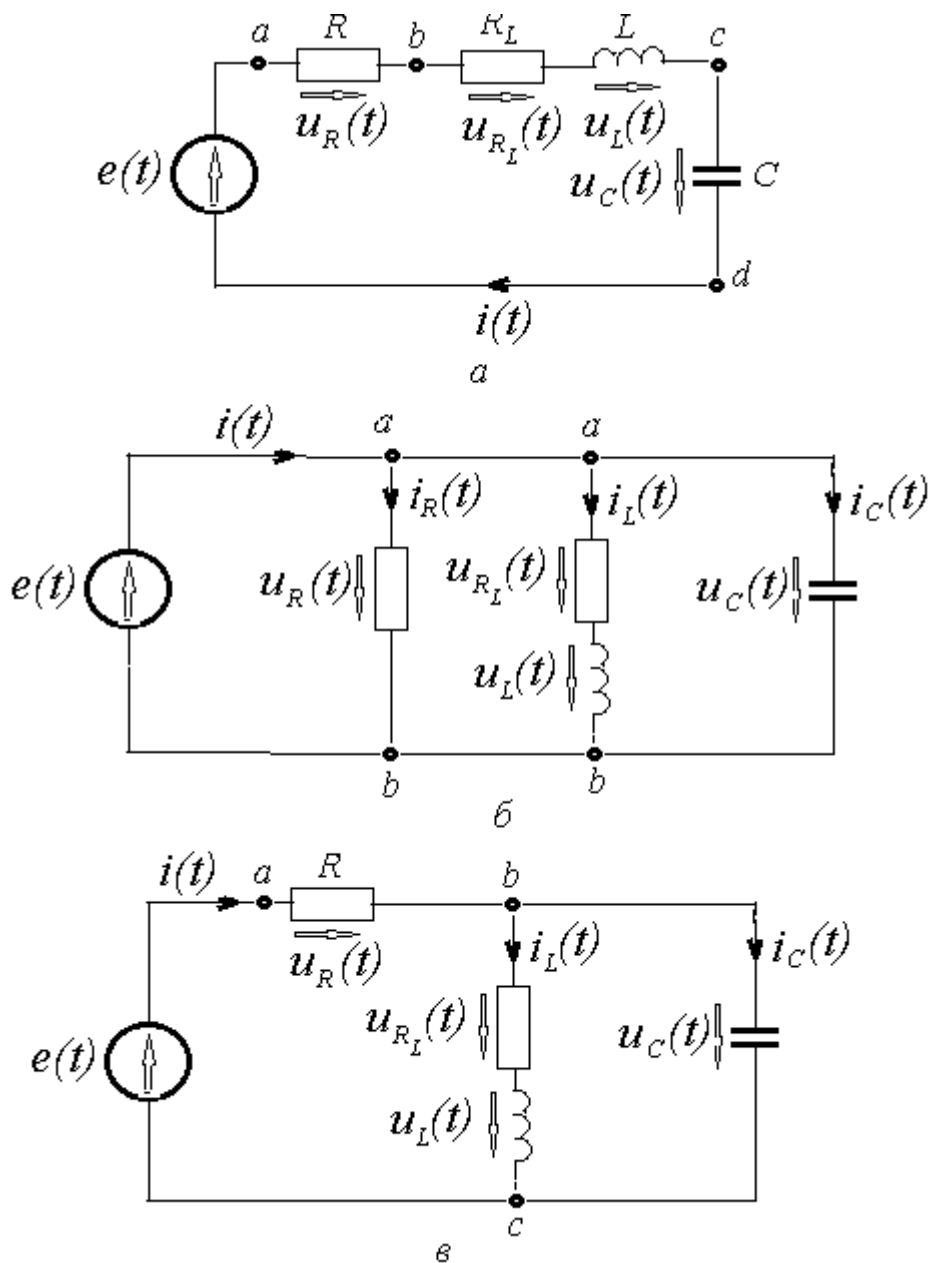 a R b R_L L c
u_R(t) u_{R_L}(t) u_L(t)
e(t) u_C(t) C
d
i(t)
а
i(t) a a
i_R(t) i_L(t) i_C(t)
e(t) u_R(t) u_{R_L}(t) u_C(t)
u_L(t)
b b
б
i(t) a R b
u_R(t) i_L(t) i_C(t)
e(t) u_{R_L}(t) u_C(t)
u_L(t)
c
в